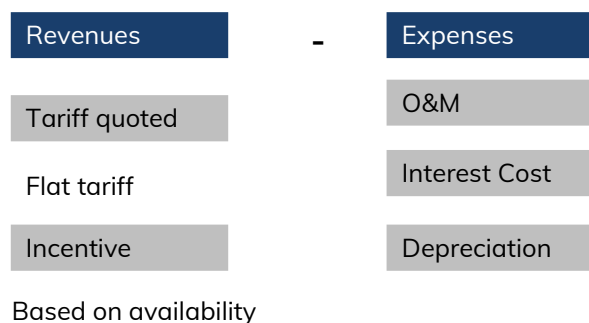 Revenues
-
Expenses
Tariff quoted
Flat tariff
Incentive
Based on availability
O&M
Interest Cost
Depreciation